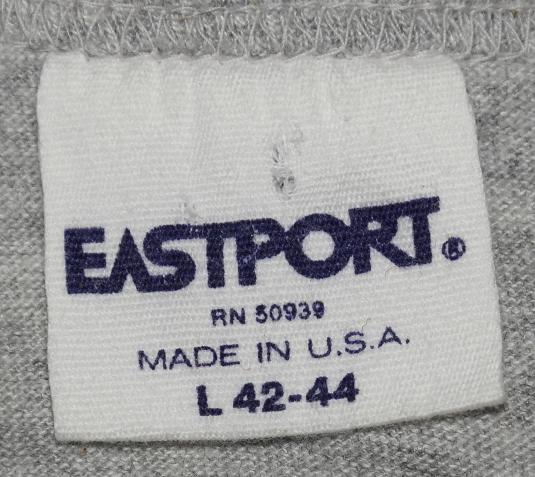 EASTPORT®
RN 50939
MADE IN U.S.A.
L 42-44